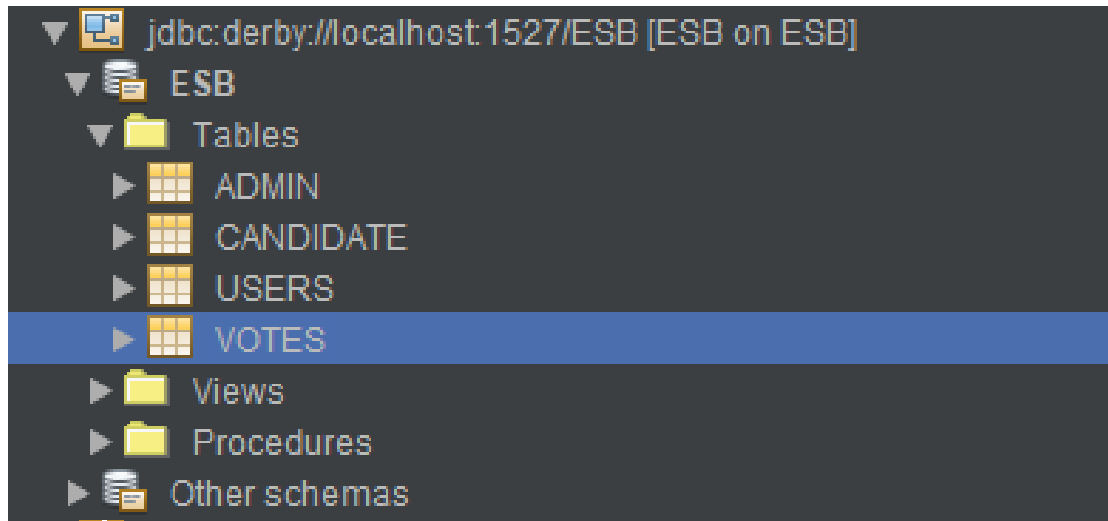 jdbc:derby://localhost:1527/ESB [ESB on ESB]
ESB
Tables
ADMIN
CANDIDATE
USERS
VOTES
Views
Procedures
Other schemas